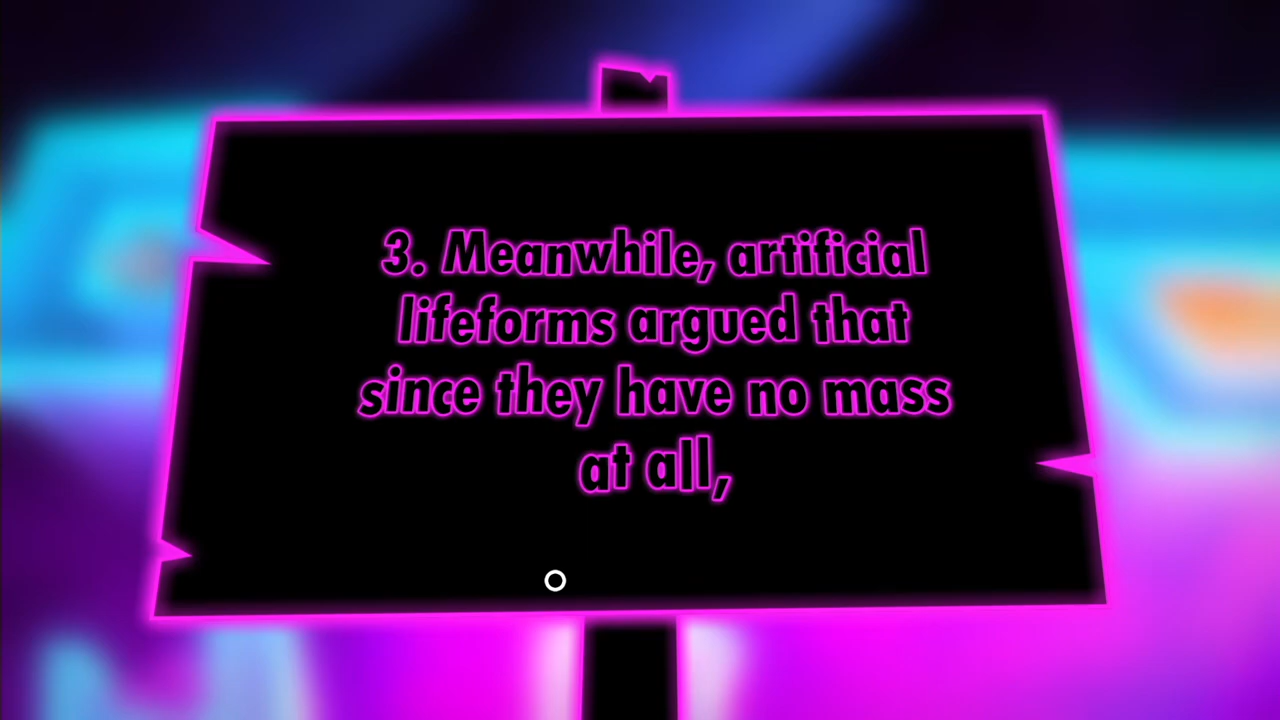 3. Meanwhile, artificial
lifeforms argued that
since they have no mass
at all,